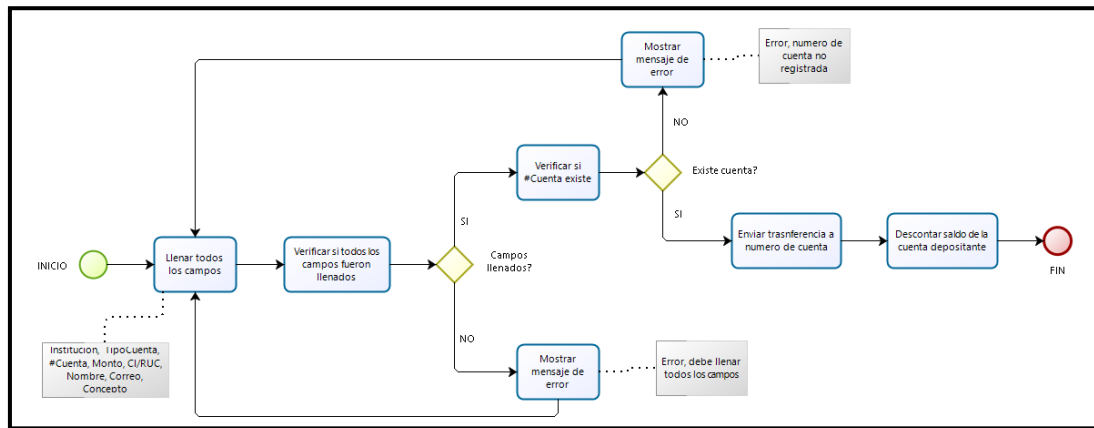 Mostrar
mensaje de
error
Error, numero de
cuenta no
registrada
NO
Verificar si
#Cuenta existe
Existe cuenta?
SI
SI
Enviar trasnferencia a
numero de cuenta
Descontar saldo de la
cuenta depositante
INICIO
Llenar todos
los campos
Verificar si todos los
campos fueron
llenados
Campos
llenados?
FIN
NO
Institucion, TipoCuenta,
#Cuenta, Monto, CI/RUC,
Nombre, Correo,
Concepto
Mostrar
mensaje de
error
Error, debe llenar
todos los campos